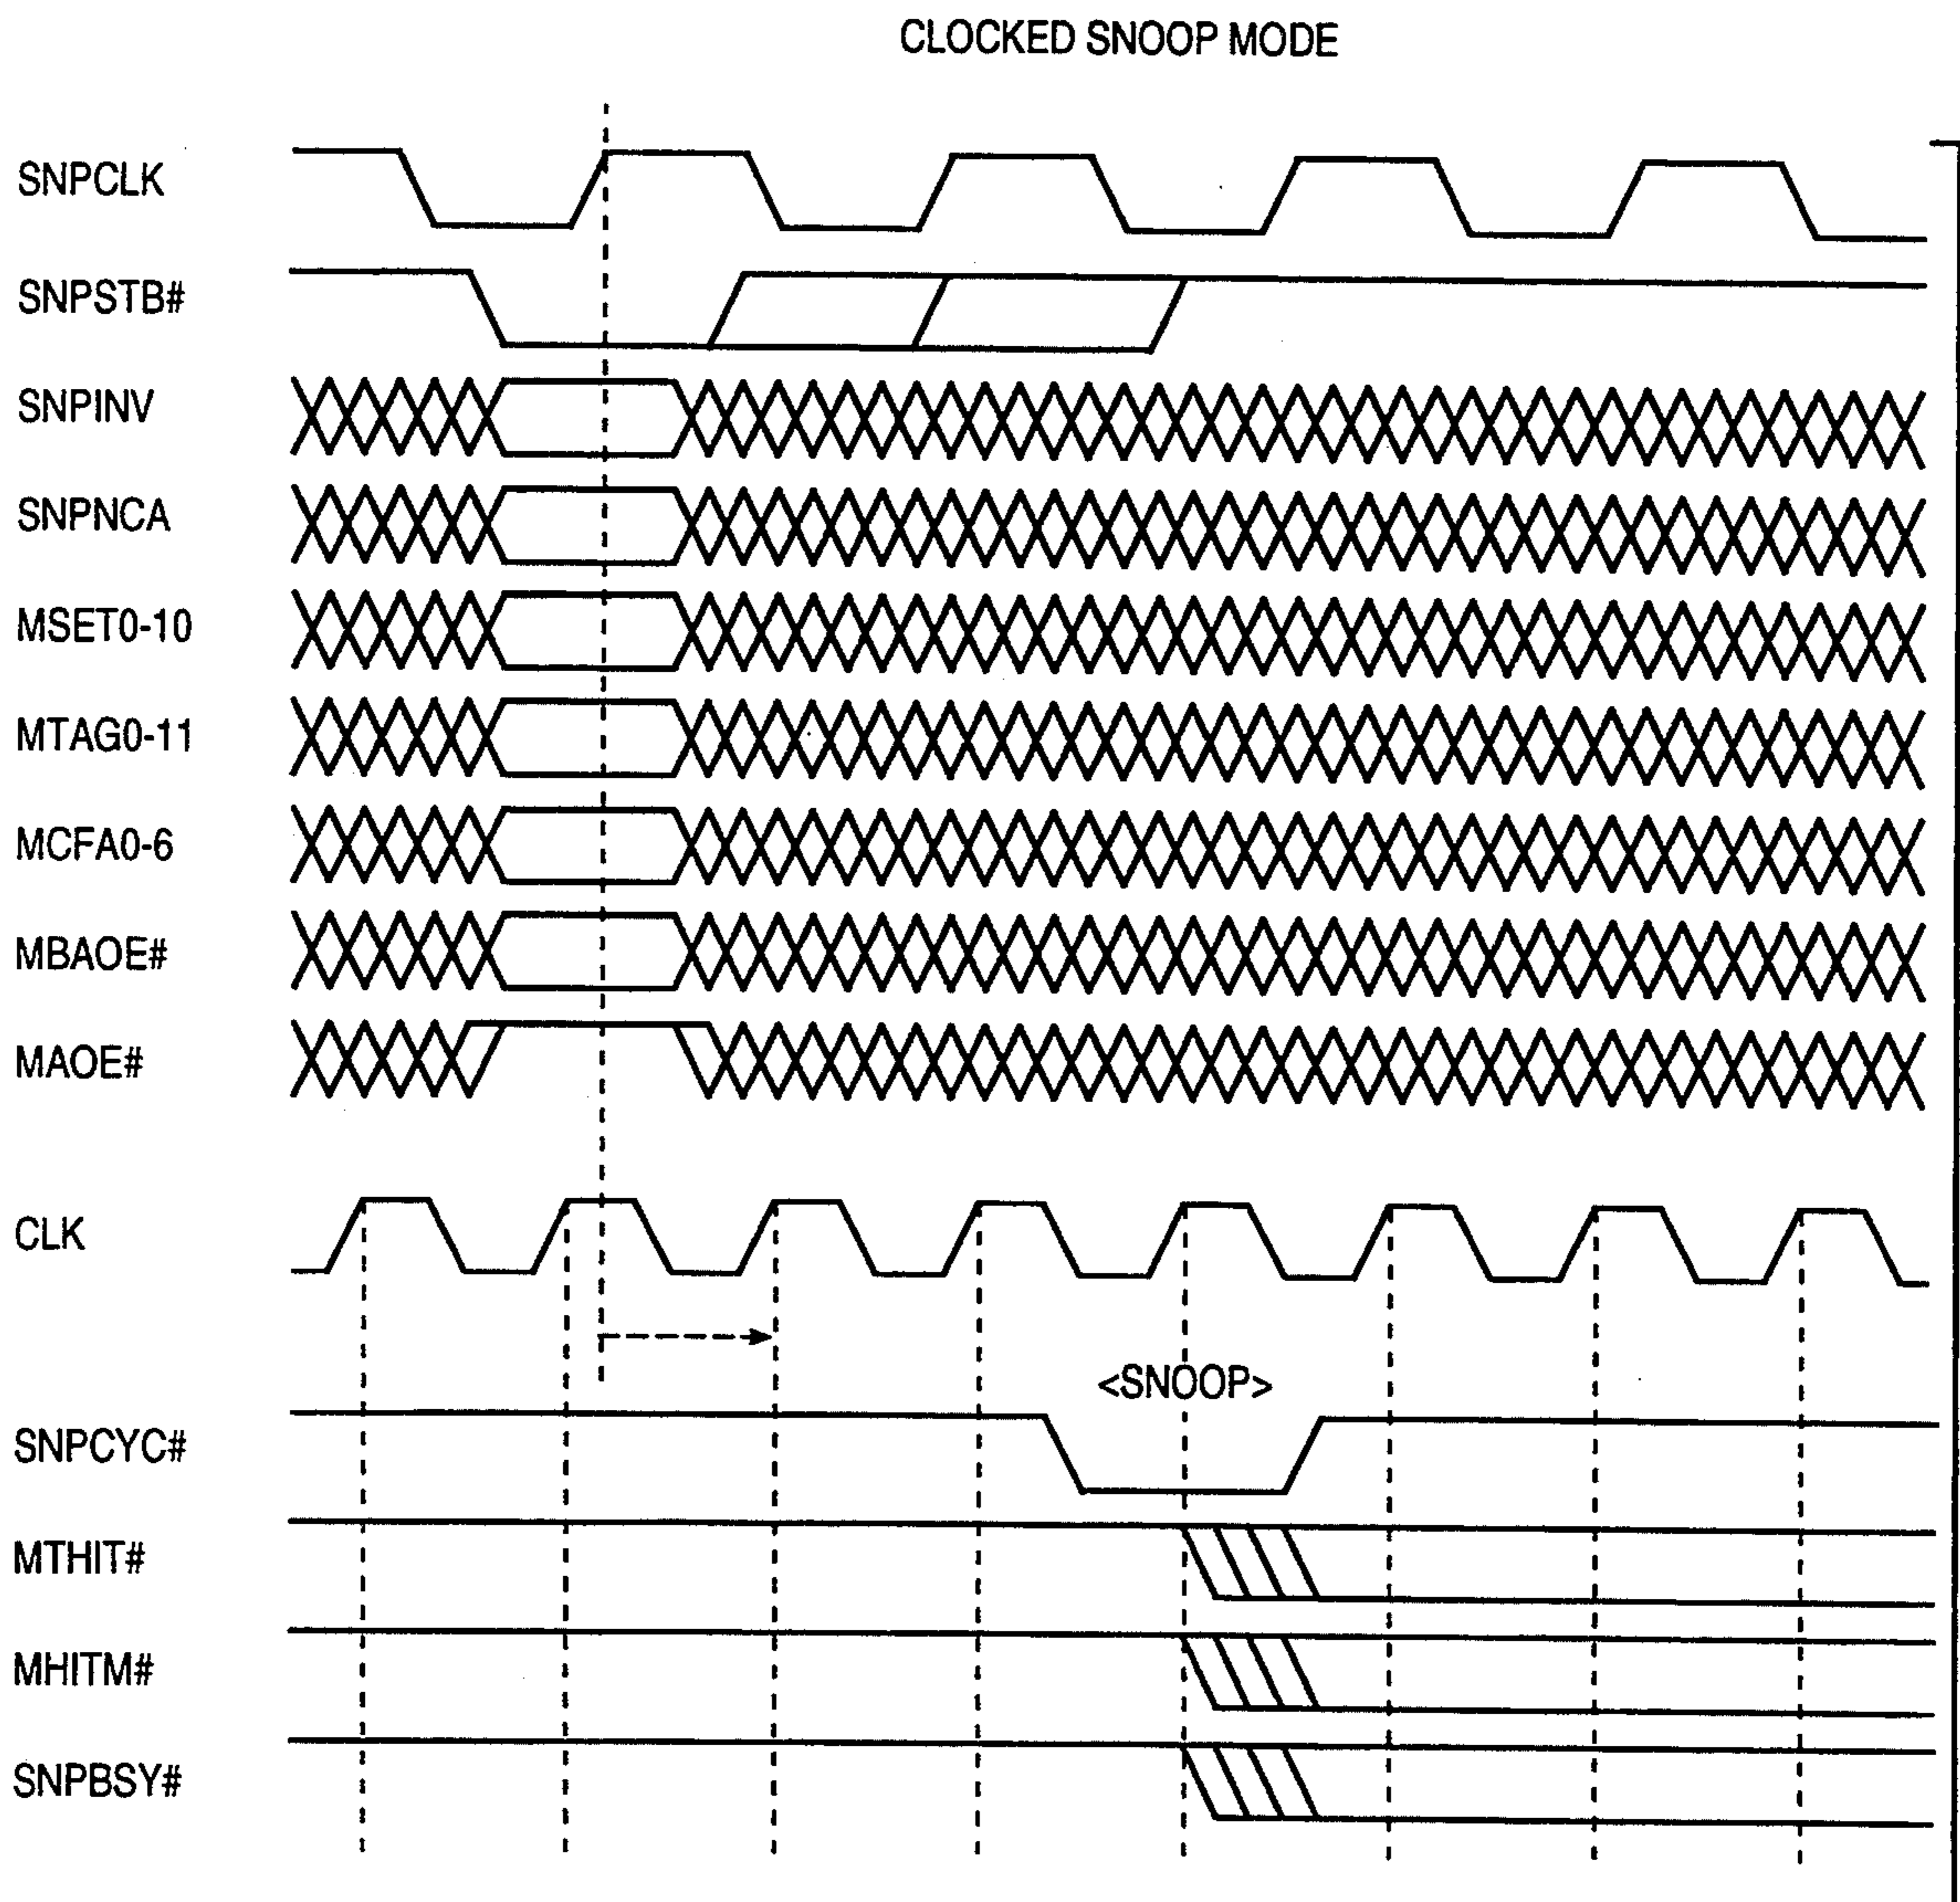 CLOCKED SNOOP MODE
SNPCLK
SNPSTB#
SNPINV
SNPNCA
MSET0-10
MTAG0-11
MCFA0-6
MBAOE#
MAOE#
CLK
<SNOOP>
SNPCYC#
MTHIT#
MHITM#
SNPBSY#